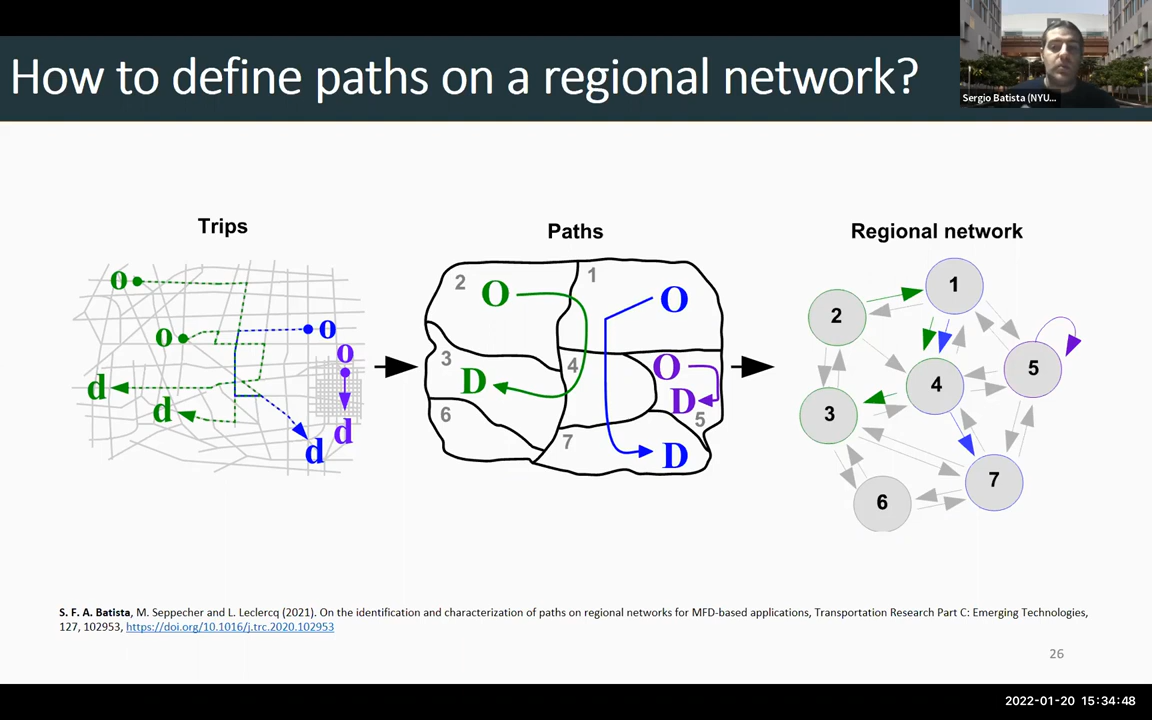 How to define paths on a regional network?
Sergio Batista (NYU...
Trips
Paths
Regional network
o
o
o
o
d
d
d
d
2
1
O
O
3
D
4
O
D
6
5
7
D
1
2
5
4
3
7
6
S. F. A. Batista, M. Seppecher and L. Leclercq (2021). On the identification and characterization of paths on regional networks for MFD-based applications, Transportation Research Part C: Emerging Technologies,
127, 102953, https://doi.org/10.1016/j.trc.2020.102953
26
2022-01-20 15:34:48